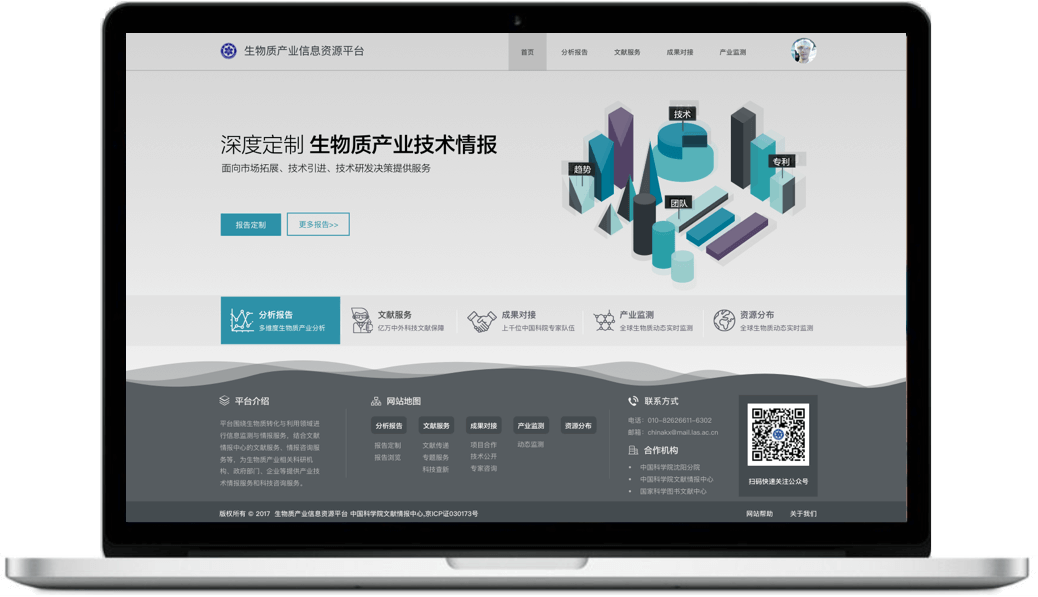 生物质产业信息资源平台
首页 分析报告 文献服务 成果对接 产业监测
深度定制 生物质产业技术情报
面向市场拓展、技术引进、技术研发决策提供服务
报告定制 更多报告>>
技术
趋势
专利
团队
分析报告
多维度生物质产业分析
文献服务
亿万中外科技文献保障
成果对接
上千位中国科院专家队伍
产业监测
全球生物质动态实时监测
资源分布
全球生物质动态实时监测
平台介绍
平台围绕生物质转化与利用领域进
行信息监测与情报服务，结合文献
情报中心的文献服务、情报咨询服
务等，为生物质产业相关科研机
构、政府部门、企业等提供产业技
术情报服务和科技咨询服务。
网站地图
分析报告 文献服务 成果对接 产业监测 资源分布
报告定制 文献传递 项目合作 动态监测
报告浏览 专题服务 技术公开
科技查新 专家咨询
联系方式
电话：010-82626611-6302
邮箱：chinakx@mail.las.ac.cn
合作机构
• 中国科学院沈阳分院
• 中国科学院文献情报中心
• 国家科学图书文献中心
扫码快速关注公众号
版权所有 © 2017 生物质产业信息资源平台 中国科学院文献情报中心,京ICP证030173号
网站帮助 关于我们